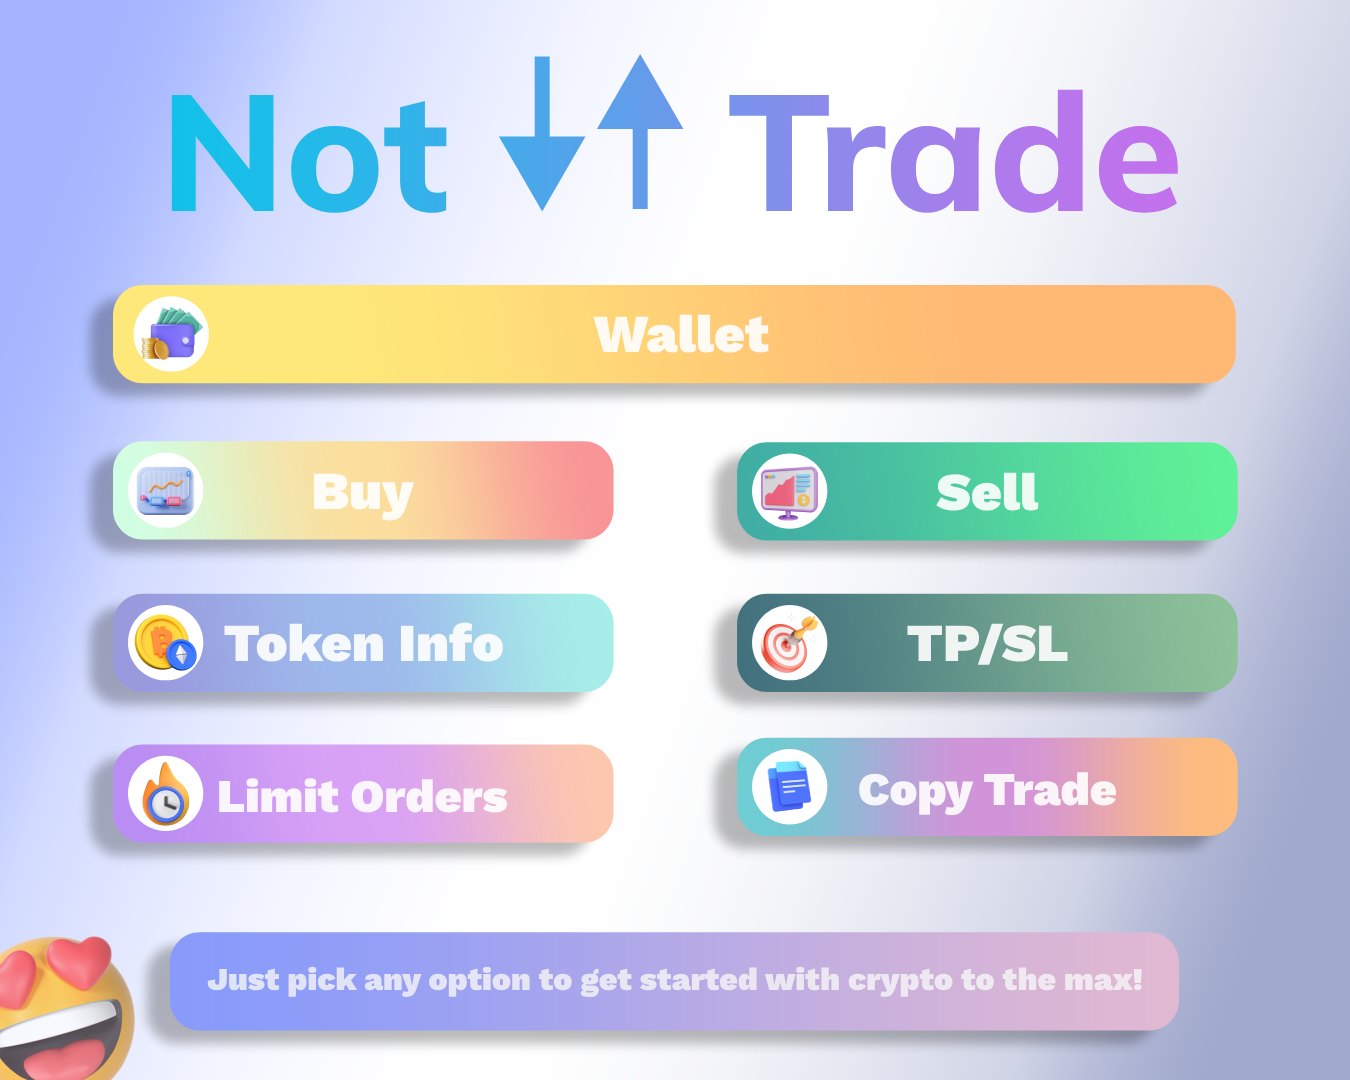 Not Trade
Wallet
Buy
Sell
Token Info
TP/SL
Limit Orders
Copy Trade
Just pick any option to get started with crypto to the max!